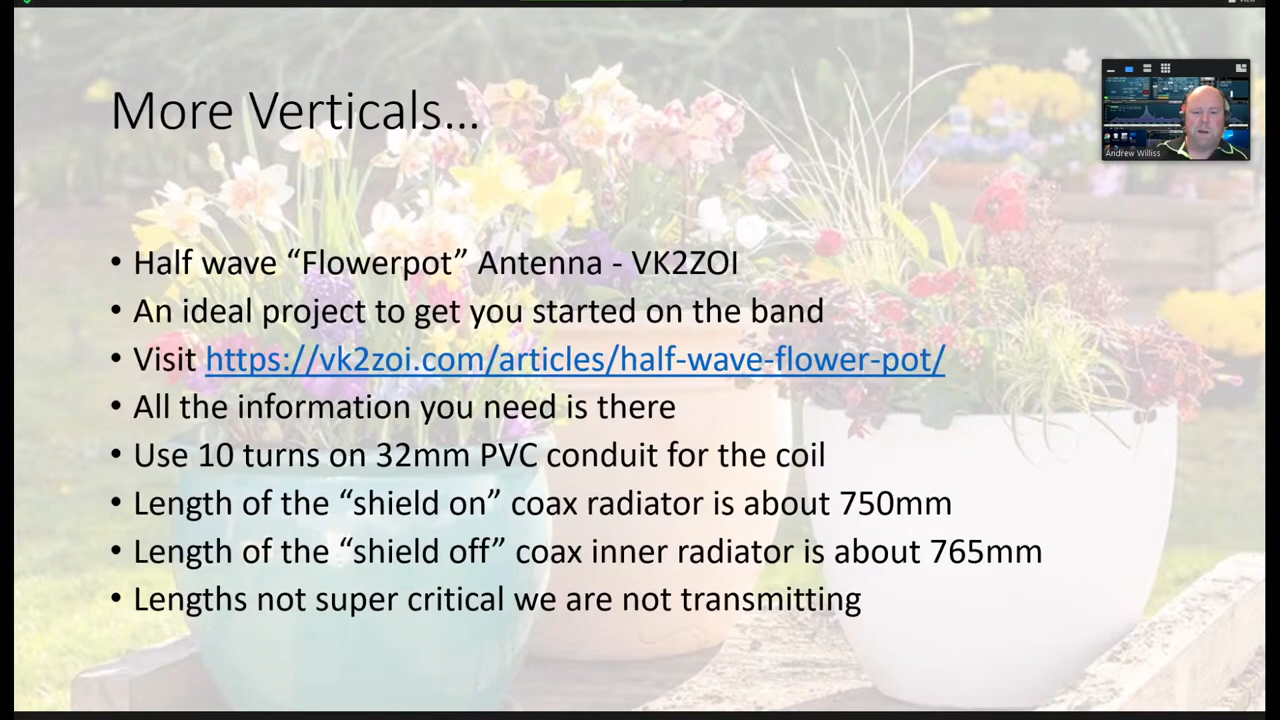 More Verticals...
Andrew Williss
• Half wave “Flowerpot” Antenna - VK2ZOI
• An ideal project to get you started on the band
• Visit https://vk2zoi.com/articles/half-wave-flower-pot/
• All the information you need is there
• Use 10 turns on 32mm PVC conduit for the coil
• Length of the “shield on” coax radiator is about 750mm
• Length of the “shield off” coax inner radiator is about 765mm
• Lengths not super critical we are not transmitting